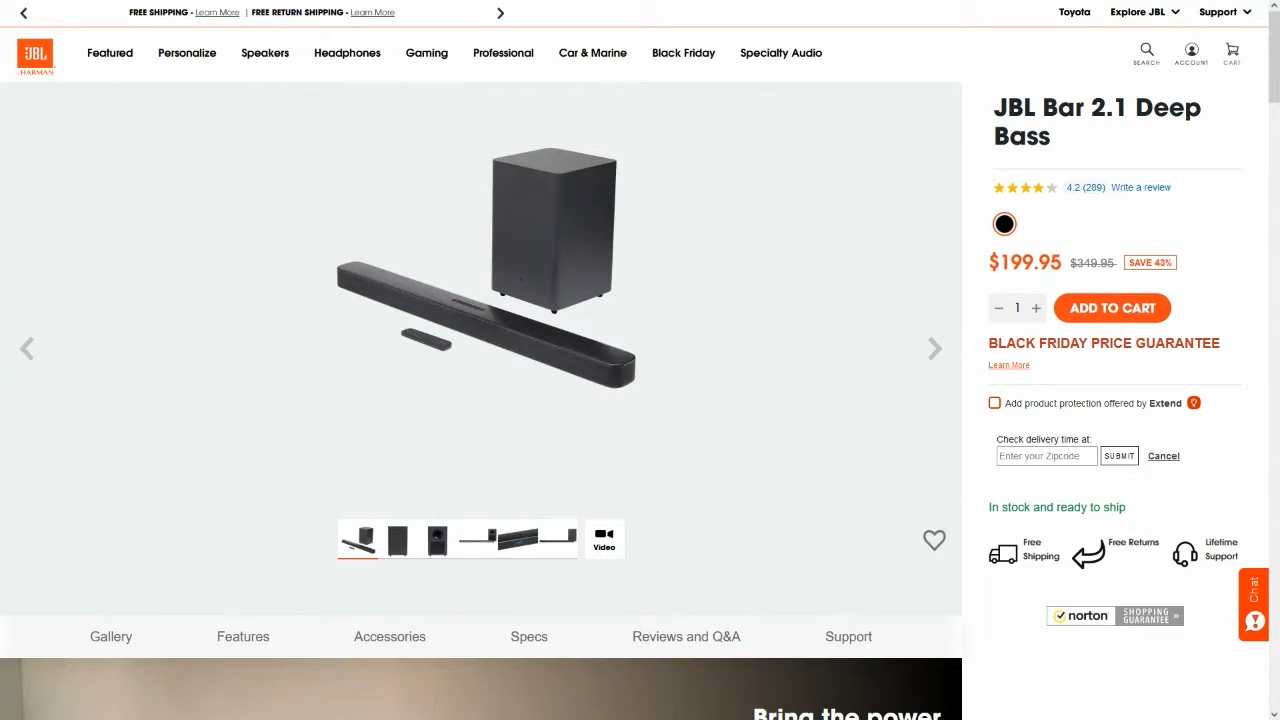 FREE SHIPPING - Learn More | FREE RETURN SHIPPING - Learn More
Toyota Explore JBL Support
JBL
by HARMAN
Featured Personalize Speakers Headphones Gaming Professional Car & Marine Black Friday Specialty Audio
SEARCH ACCOUNT CART
JBL Bar 2.1 Deep
Bass
4.2 (289) Write a review
$199.95 $349.95 SAVE 43%
1 ADD TO CART
BLACK FRIDAY PRICE GUARANTEE
Learn More
Add product protection offered by Extend
Check delivery time at:
Enter your Zipcode SUBMIT Cancel
In stock and ready to ship
Free
Shipping
Free Returns
Lifetime
Support
Video
Chat
norton SHOPPING
GUARANTEE
Gallery Features Accessories Specs Reviews and Q&A Support
Bring the power